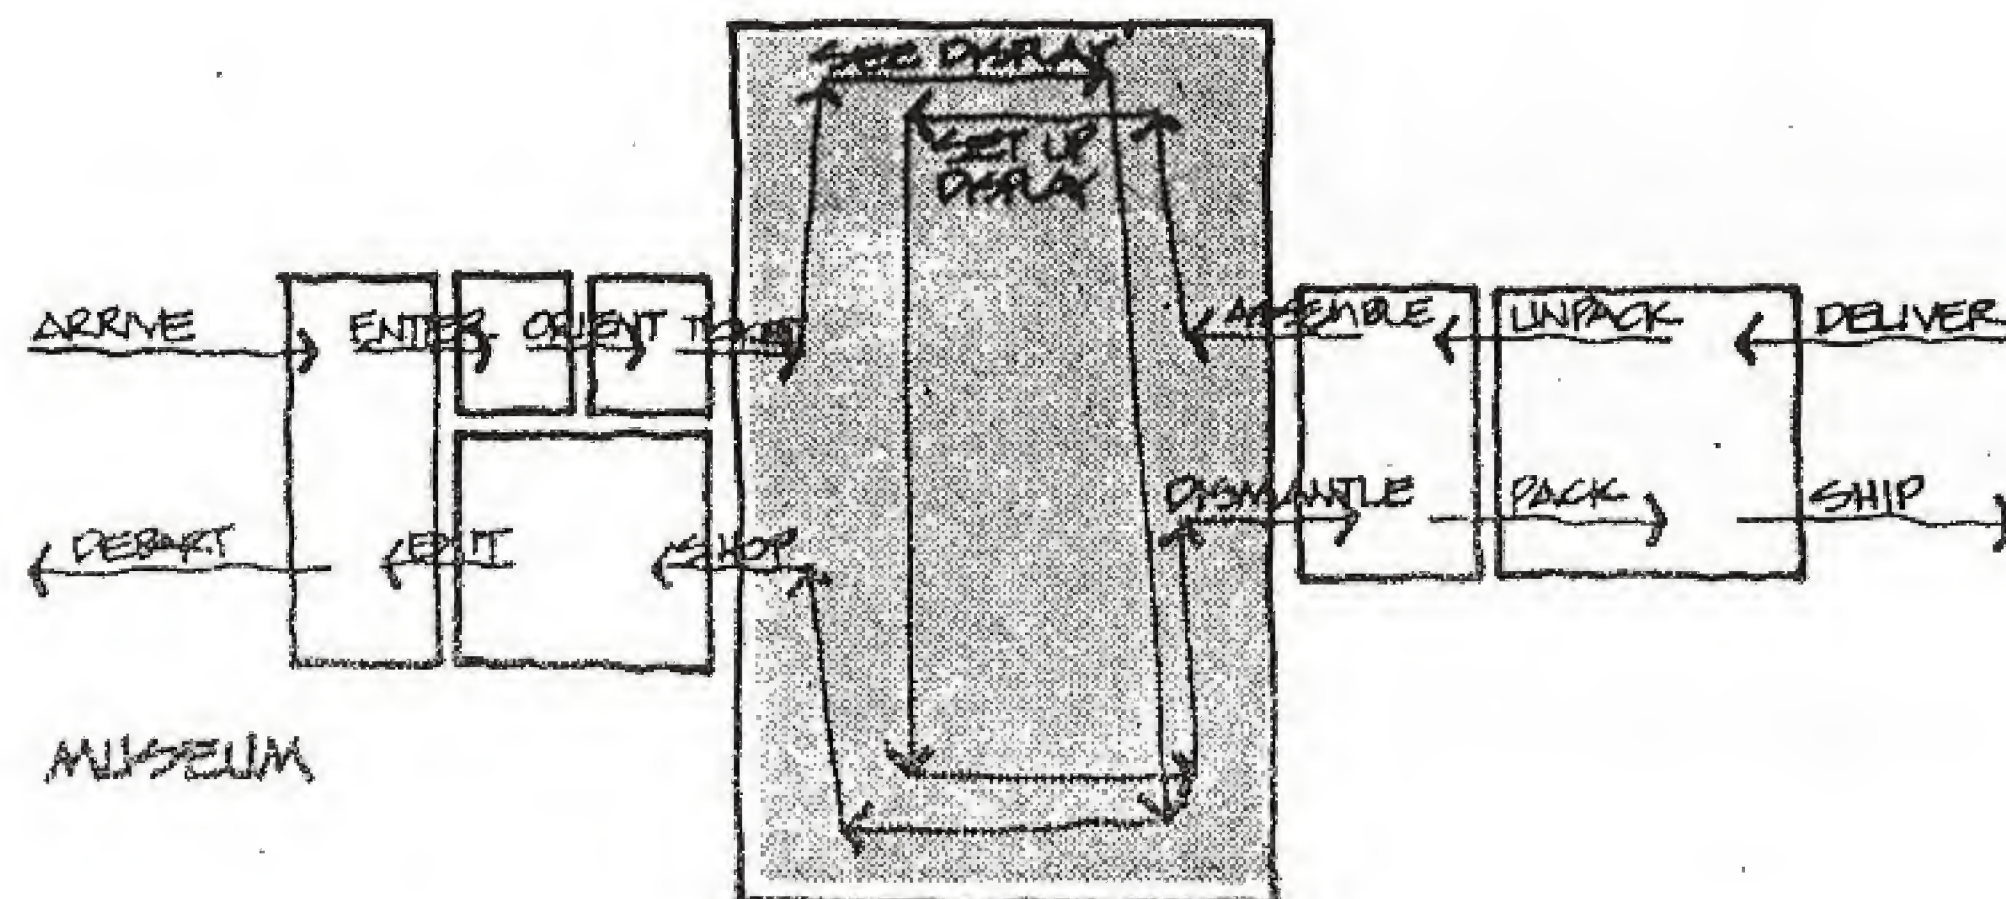 SEE DISPLAY
SET UP
DISPLAY
ARRIVE ENTER ORIENT TICKET ASSEMBLE UNPACK DELIVER
DEPART EXIT SHOP DISMANTLE PACK SHIP
MUSEUM